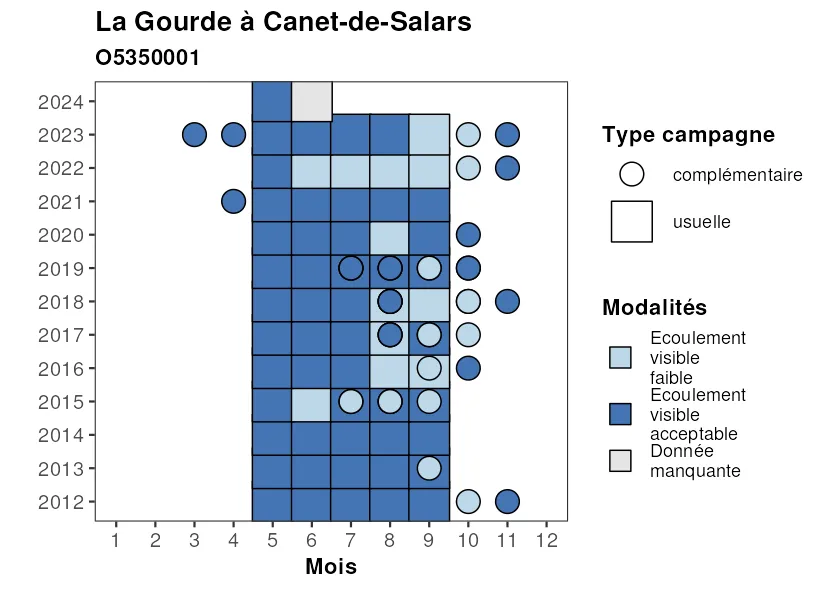 La Gourde à Canet-de-Salars
O5350001
2024
2023
2022
2021
2020
2019
2018
2017
2016
2015
2014
2013
2012
1 2 3 4 5 6 7 8 9 10 11 12
Mois
Type campagne
complémentaire
usuelle
Modalités
Ecoulement
visible
faible
Ecoulement
visible
acceptable
Donnée
manquante